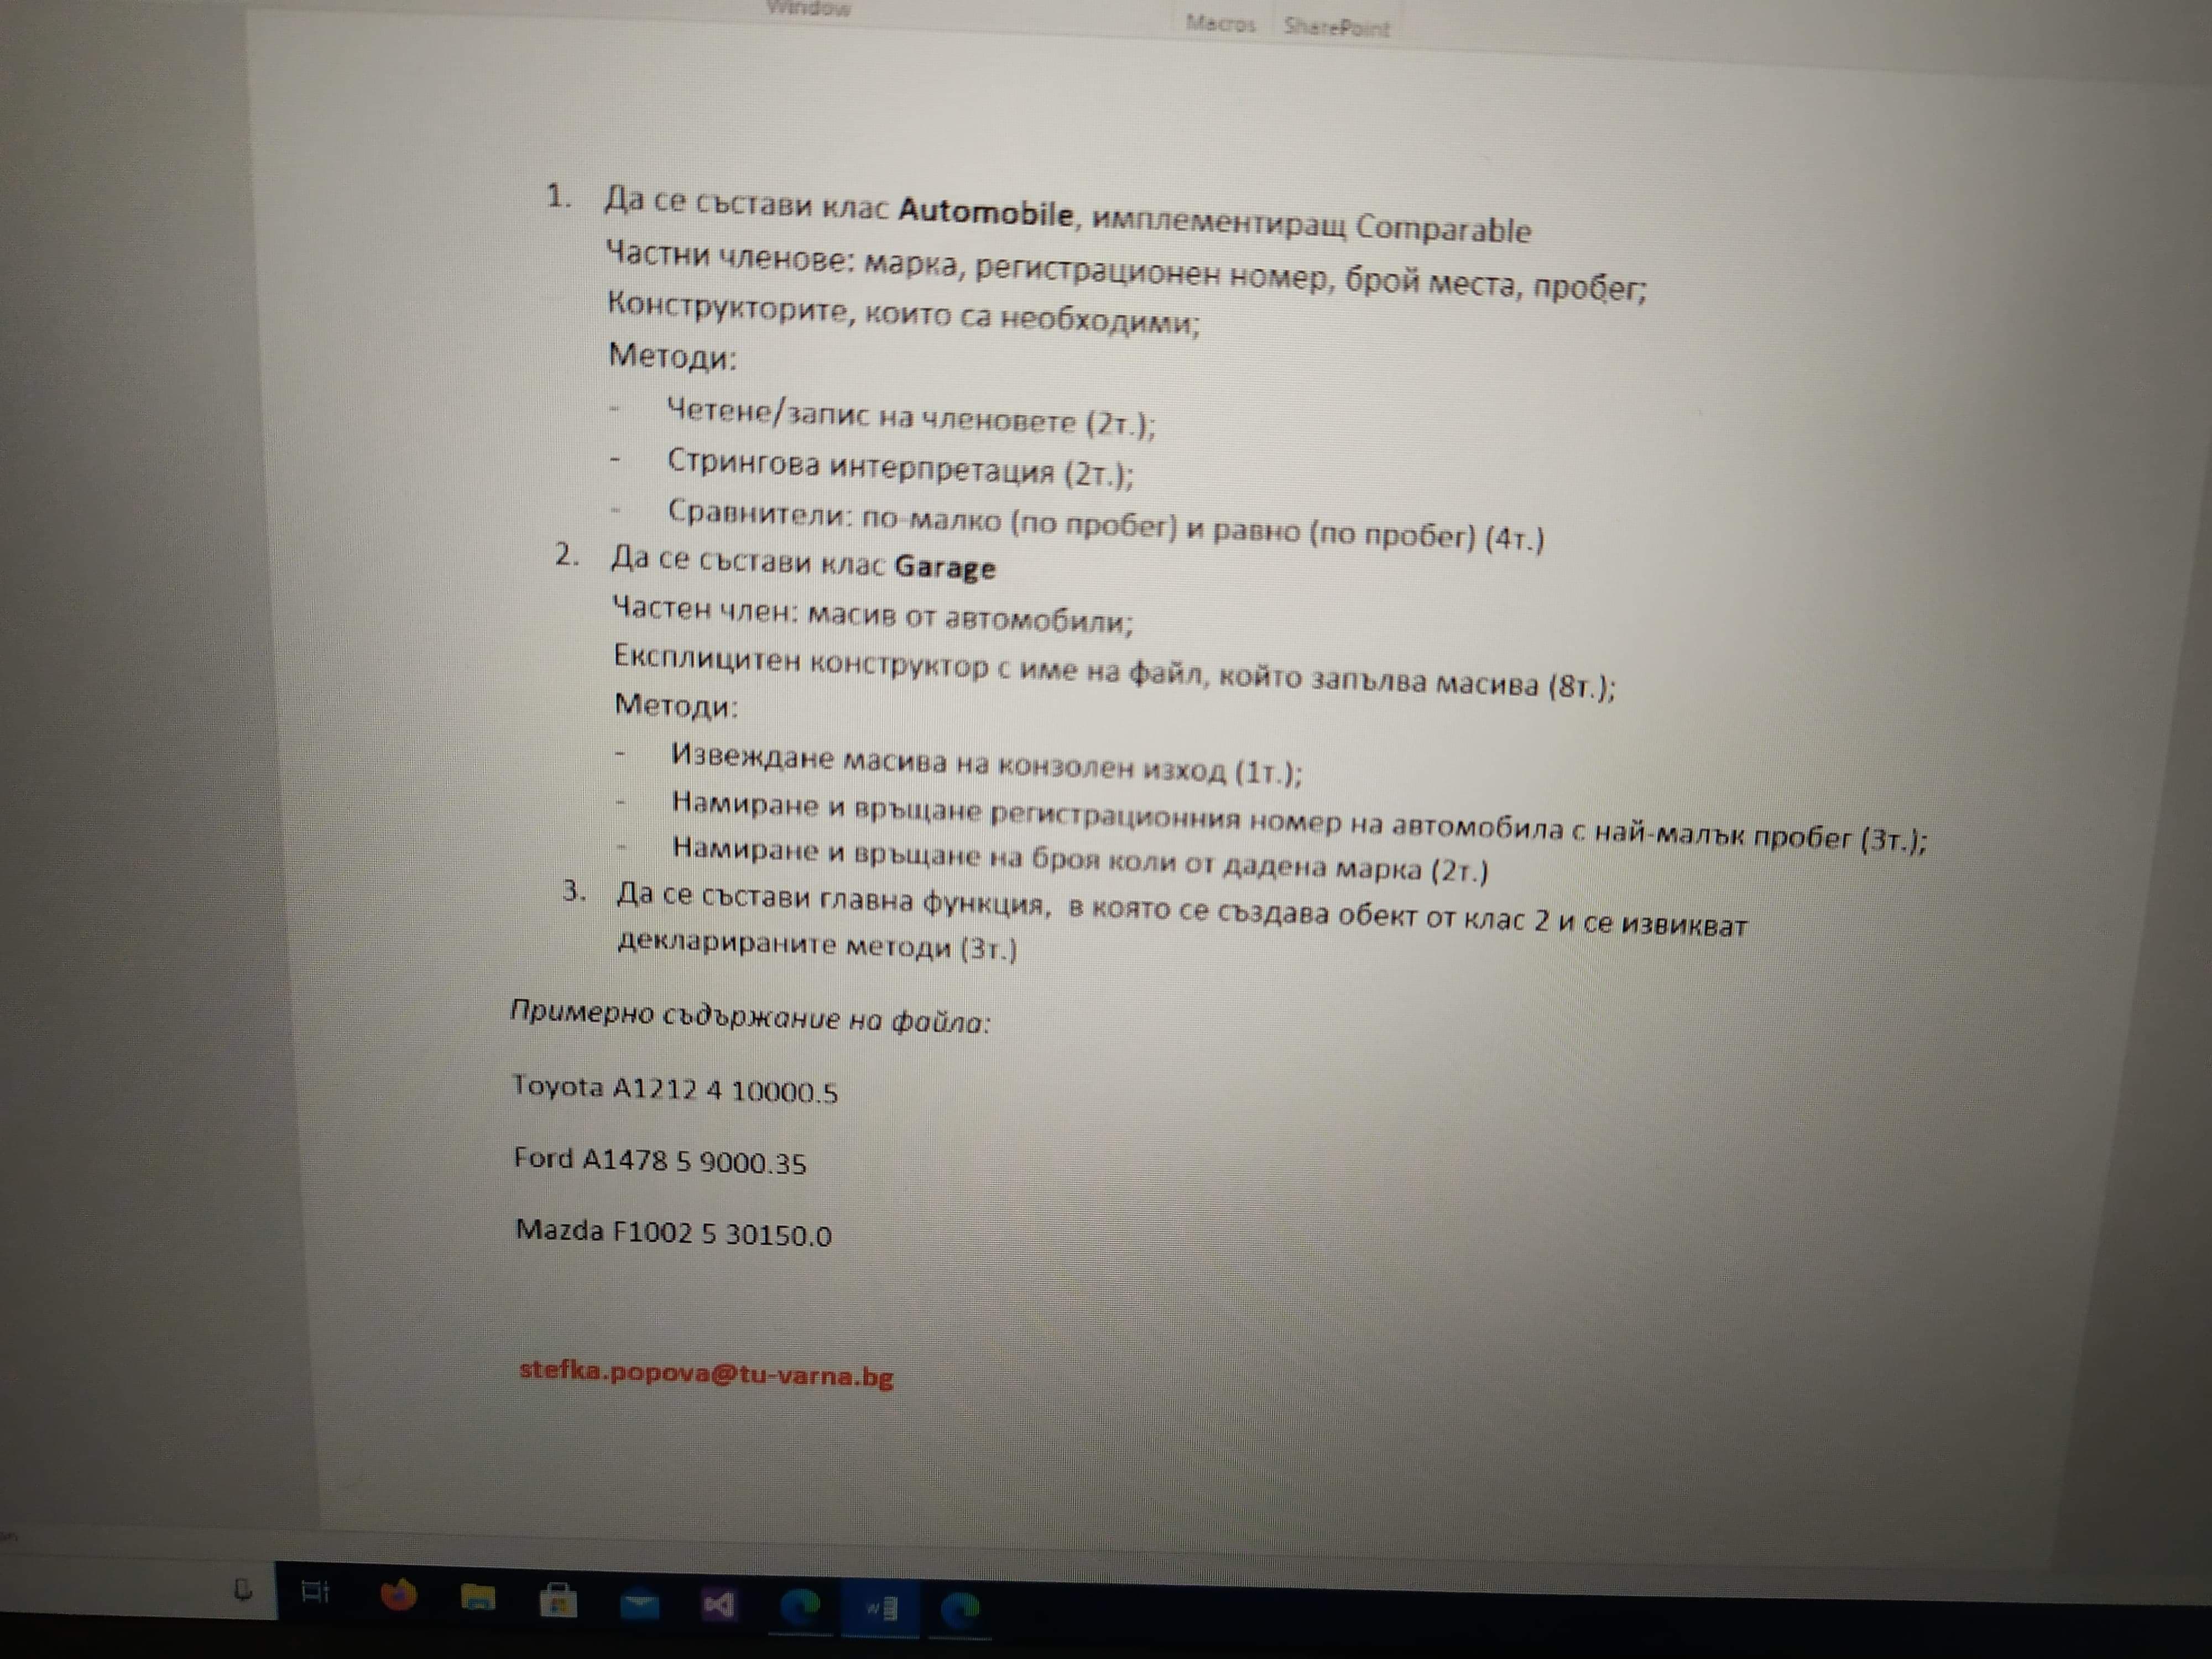 Window
Macros
SharePoint
1. Да се състави клас Automobile, имплементиращ Comparable
Частни членове: марка, регистрационен номер, брой места, пробег;
Конструкторите, които са необходими;
Методи:
- Четене/запис на членовете (2т.);
- Стрингова интерпретация (2т.);
- Сравнители: по-малко (по пробег) и равно (по пробег) (4т.)
2. Да се състави клас Garage
Частен член: масив от автомобили;
Експлицитен конструктор с име на файл, който запълва масива (8т.);
Методи:
- Извеждане масива на конзолен изход (1т.);
- Намиране и връщане регистрационния номер на автомобила с най-малък пробег (3т.);
- Намиране и връщане на броя коли от дадена марка (2т.)
3. Да се състави главна функция, в която се създава обект от клас 2 и се извикват
декларираните методи (3т.)
Примерно съдържание на файла:
Toyota A1212 4 10000.5
Ford A1478 5 9000.35
Mazda F1002 5 30150.0
stefka.popova@tu-varna.bg